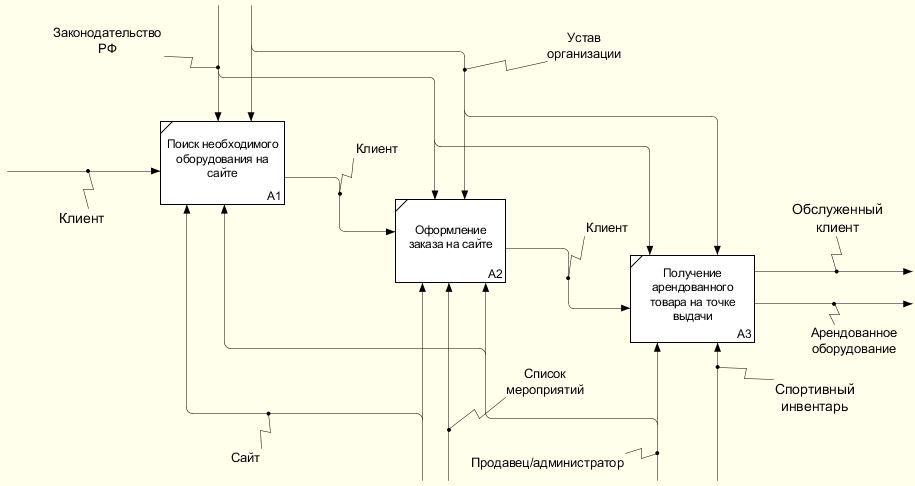 Законодательство
РФ
Устав
организации
Поиск необходимого
оборудования на
сайте
A1
Клиент
Клиент
Оформление
заказа на сайте
A2
Клиент
Обслуженный
клиент
Получение
арендованного
товара на точке
выдачи
A3
Арендованное
оборудование
Список
мероприятий
Спортивный
инвентарь
Сайт
Продавец/администратор